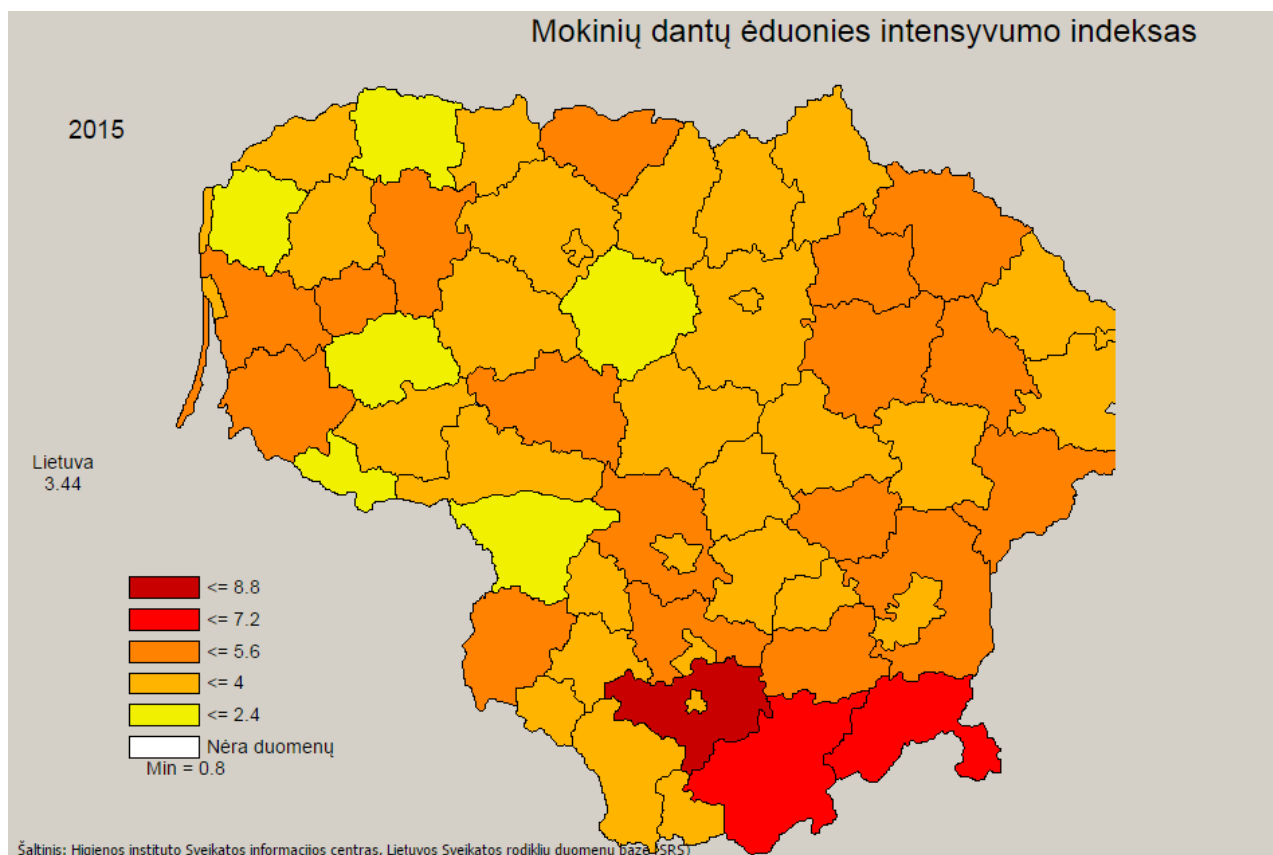 Mokinių dantų ėduonies intensyvumo indeksas
2015
Lietuva
3.44
<= 8.8
<= 7.2
<= 5.6
<= 4
<= 2.4
Nėra duomenų
Min = 0.8
Šaltinis: Higienos instituto Sveikatos informacijos centras, Lietuvos Sveikatos rodiklių duomenų bazė SRS)